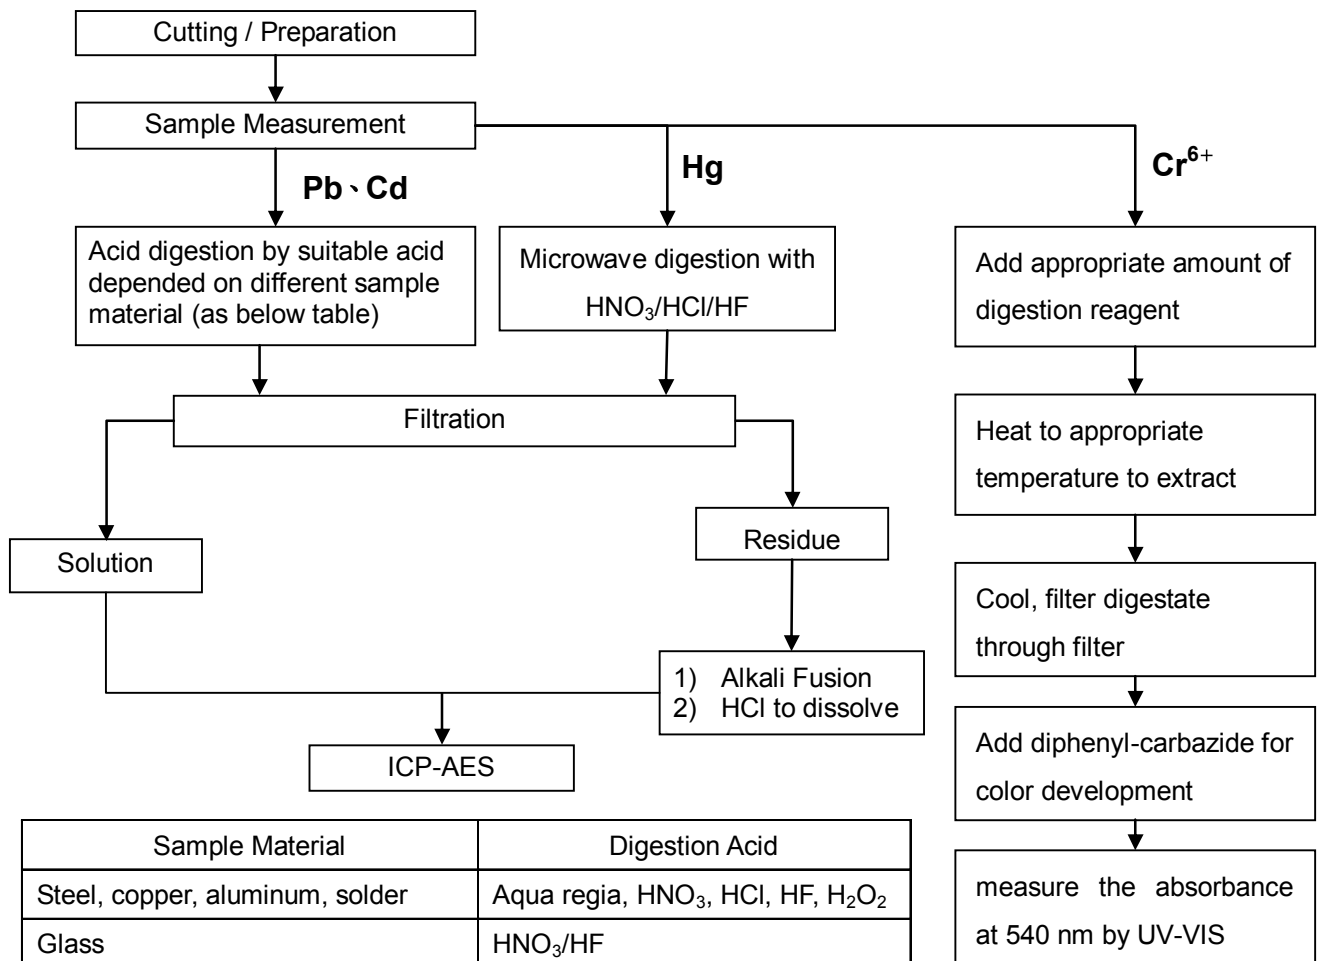 Cutting / Preparation
Sample Measurement
Pb、Cd
Hg
Cr⁶⁺
Acid digestion by suitable acid
depended on different sample
material (as below table)
Microwave digestion with
HNO₃/HCl/HF
Add appropriate amount of
digestion reagent
Filtration
Heat to appropriate
temperature to extract
Solution
Residue
Cool, filter digestate
through filter
1) Alkali Fusion
2) HCl to dissolve
ICP-AES
Add diphenyl-carbazide for
color development
measure the absorbance
at 540 nm by UV-VIS
Sample Material Digestion Acid
Steel, copper, aluminum, solder Aqua regia, HNO₃, HCl, HF, H₂O₂
Glass HNO₃/HF